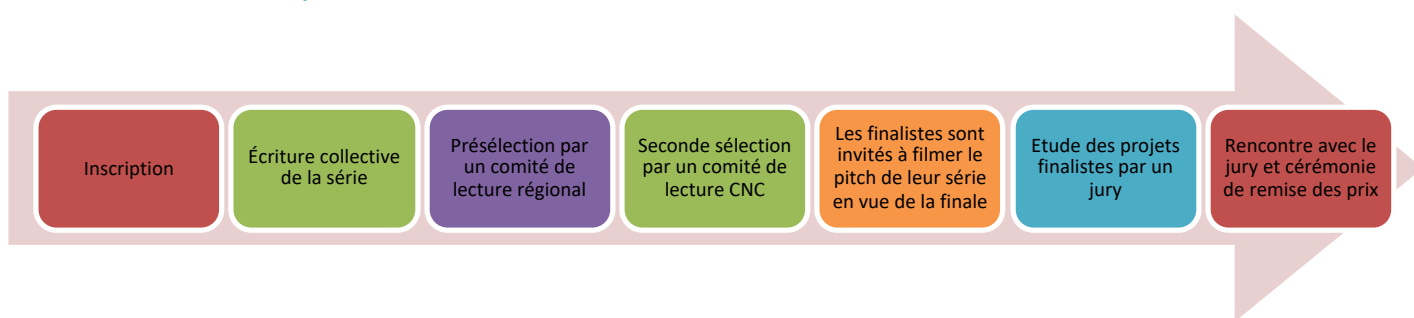 Inscription
Écriture collective
de la série
Présélection par
un comité de
lecture régional
Seconde sélection
par un comité de
lecture CNC
Les finalistes sont
invités à filmer le
pitch de leur série
en vue de la finale
Etude des projets
finalistes par un
jury
Rencontre avec le
jury et cérémonie
de remise des prix